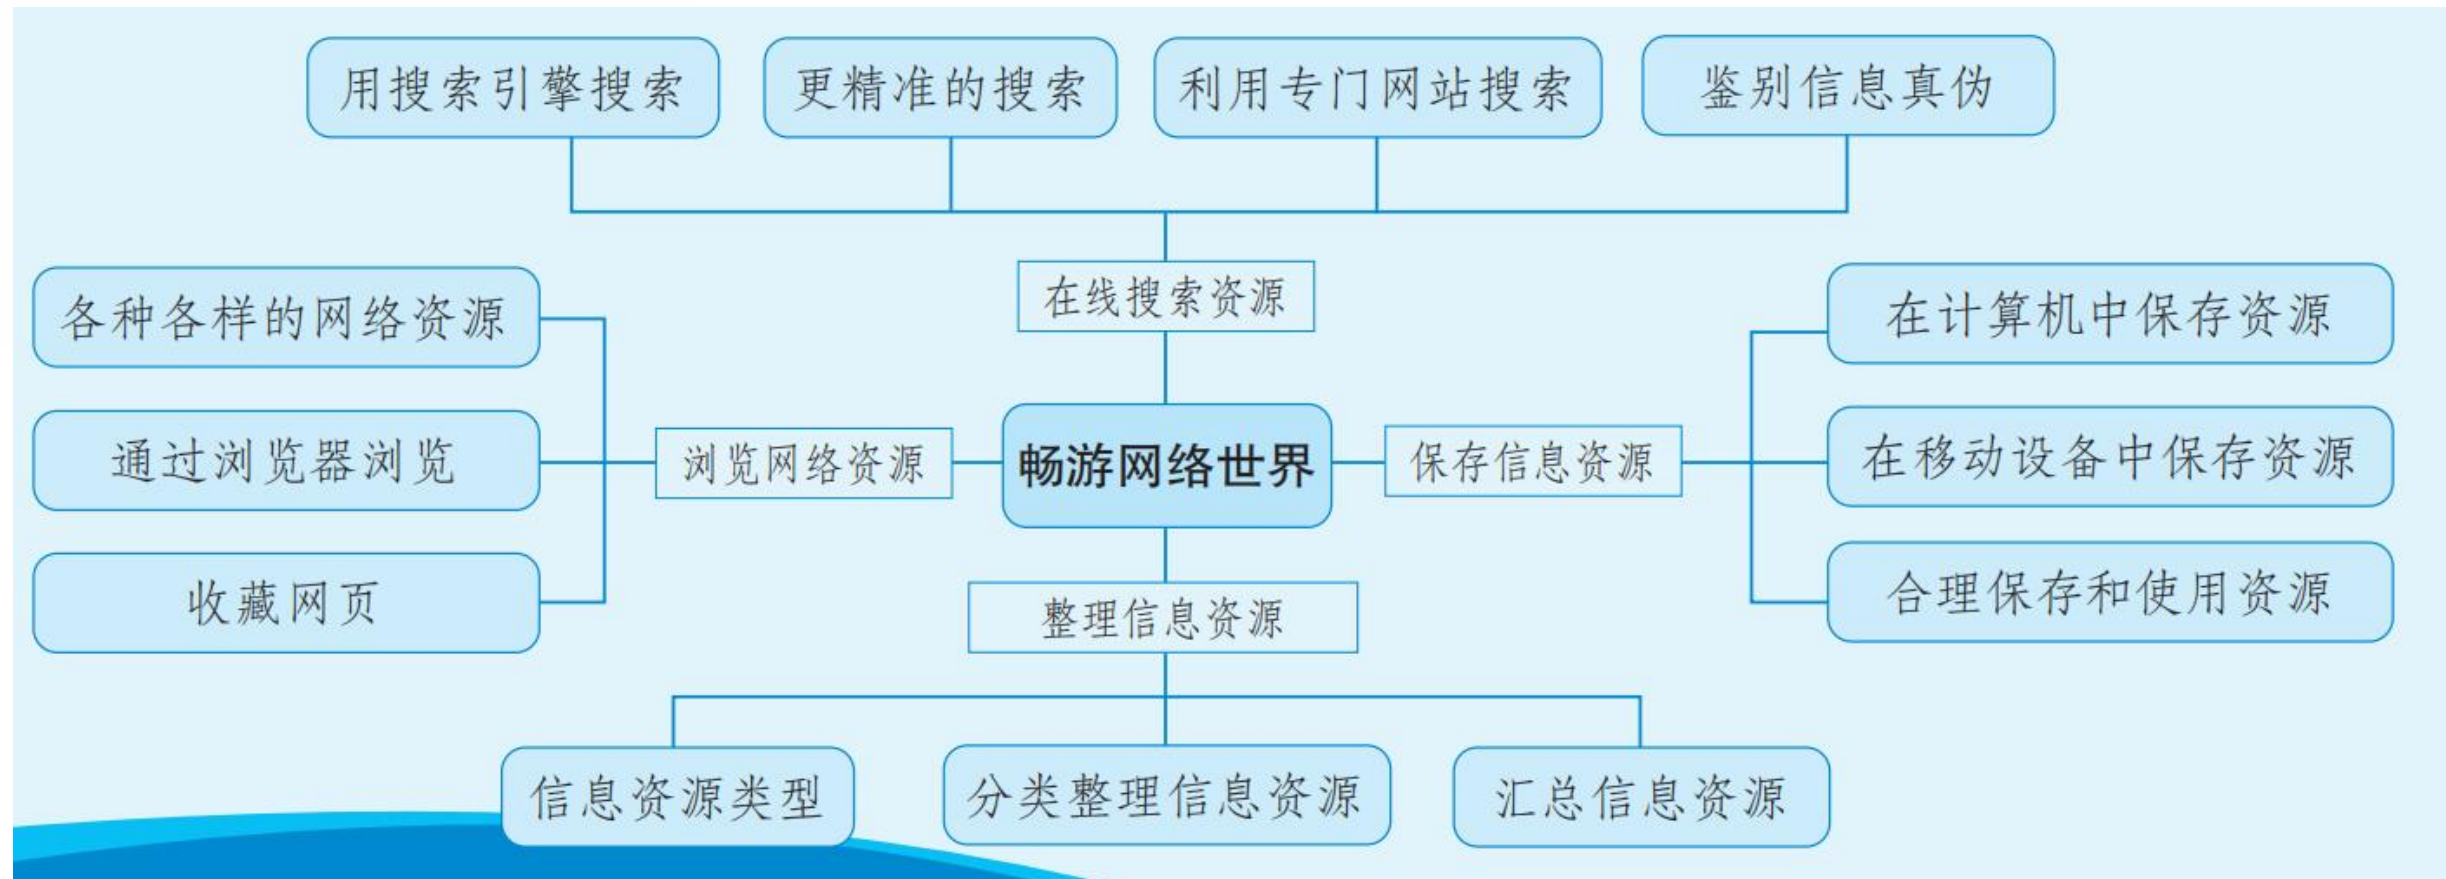 用搜索引擎搜索
更精准的搜索
利用专门网站搜索
鉴别信息真伪
在线搜索资源
各种各样的网络资源
通过浏览器浏览
收藏网页
浏览网络资源
畅游网络世界
保存信息资源
在计算机中保存资源
在移动设备中保存资源
合理保存和使用资源
整理信息资源
信息资源类型
分类整理信息资源
汇总信息资源